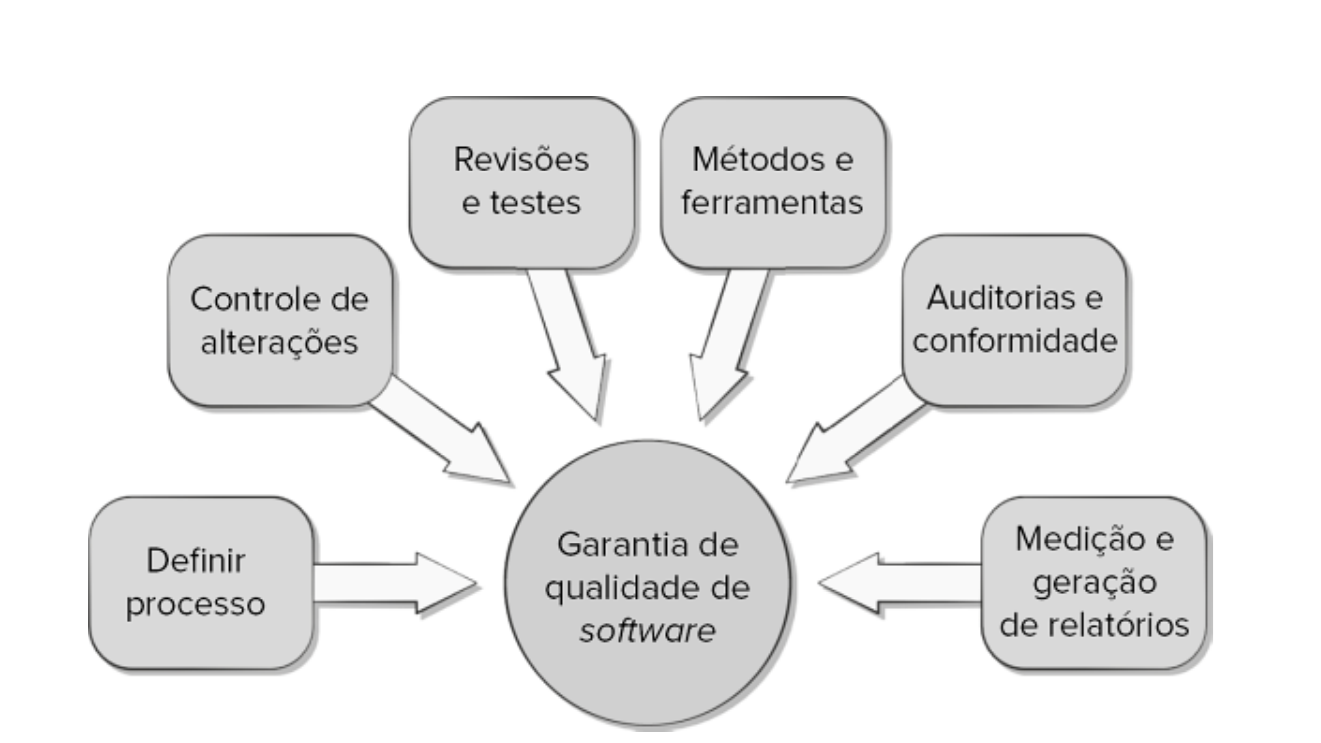 Revisões
e testes
Métodos e
ferramentas
Controle de
alterações
Auditorias e
conformidade
Definir
processo
Garantia de
qualidade de
software
Medição e
geração
de relatórios